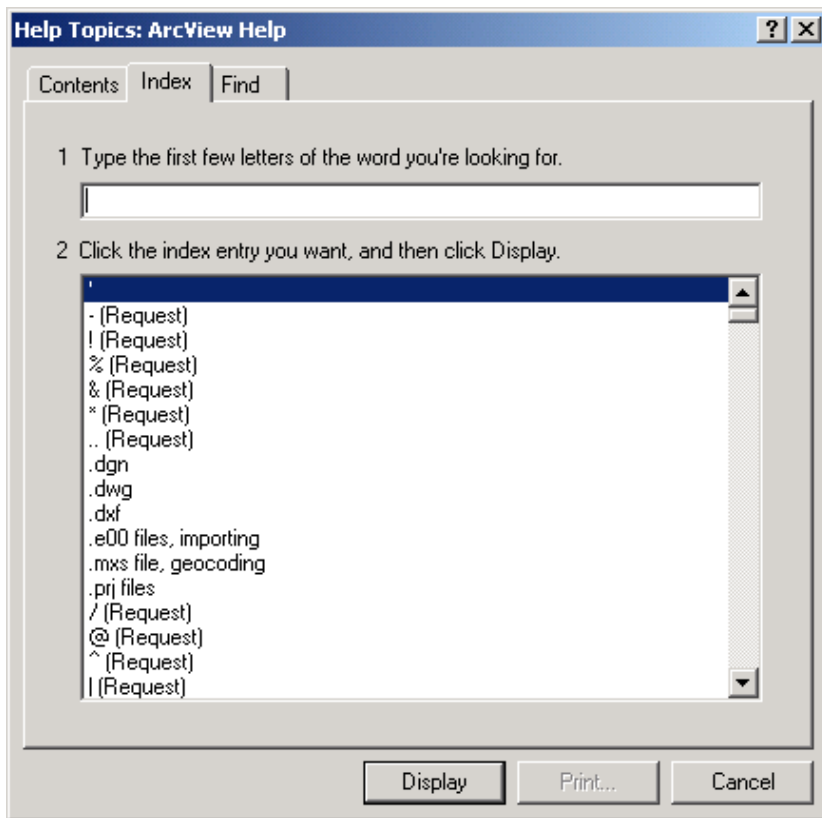 Help Topics: ArcView Help
Contents Index Find
1 Type the first few letters of the word you're looking for.
2 Click the index entry you want, and then click Display.
'
- (Request)
! (Request)
% (Request)
& (Request)
* (Request)
.. (Request)
.dgn
.dwg
.dxf
.e00 files, importing
.mxs file, geocoding
.prj files
/ (Request)
@ (Request)
^ (Request)
| (Request)
Display Print... Cancel